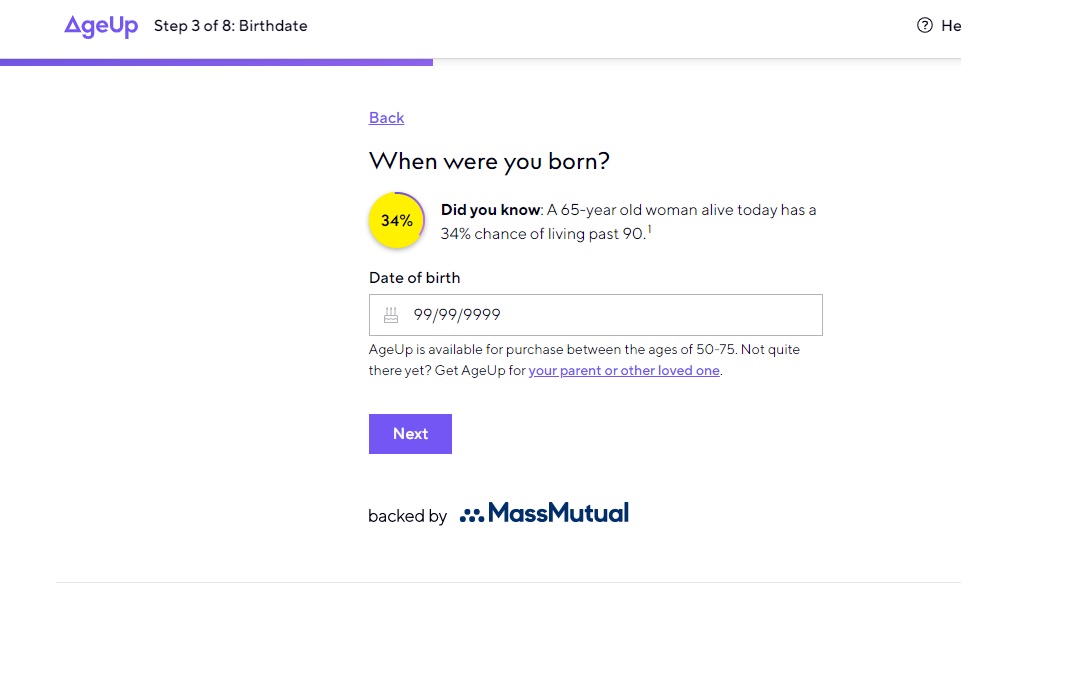 AgeUp Step 3 of 8: Birthdate
He
Back
When were you born?
34%
Did you know: A 65-year old woman alive today has a
34% chance of living past 90.1
Date of birth
99/99/9999
AgeUp is available for purchase between the ages of 50-75. Not quite
there yet? Get AgeUp for your parent or other loved one.
Next
backed by MassMutual